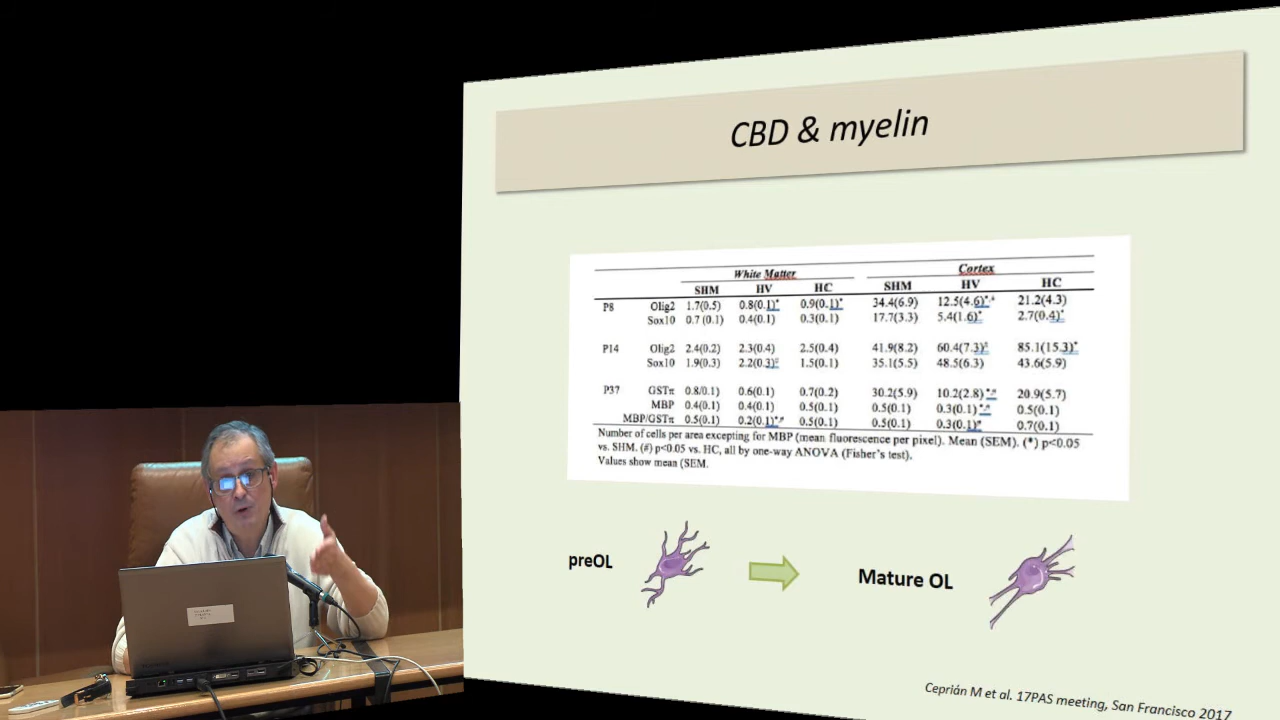 CBD & myelin
White Matter Cortex
SHM HV HC SHM HV HC
P8 Olig2 1.7(0.5) 0.8(0.1)* 0.9(0.1)* 34.4(6.9) 12.5(4.6)*,# 21.2(4.3)
Sox10 0.7 (0.1) 0.4(0.1) 0.3(0.1) 17.7(3.3) 5.4(1.6)* 2.7(0.4)*
P14 Olig2 2.4(0.2) 2.3(0.4) 2.5(0.4) 41.9(8.2) 60.4(7.3)# 85.1(15.3)*
Sox10 1.9(0.3) 2.2(0.3)# 1.5(0.1) 35.1(5.5) 48.5(6.3) 43.6(5.9)
P37 GSTπ 0.8/0.1) 0.6(0.1) 0.7(0.2) 30.2(5.9) 10.2(2.8) *,# 20.9(5.7)
MBP 0.4(0.1) 0.4(0.1) 0.5(0.1) 0.5(0.1) 0.3(0.1) *,# 0.5(0.1)
MBP/GSTπ 0.5(0.1) 0.2(0.1)*,# 0.5(0.1) 0.5(0.1) 0.3(0.1)# 0.7(0.1)
Number of cells per area excepting for MBP (mean fluorescence per pixel). Mean (SEM). (*) p<0.05
vs. SHM. (#) p<0.05 vs. HC, all by one-way ANOVA (Fisher's test).
Values show mean (SEM.
preOL Mature OL
Ceprián M et al. 17PAS meeting, San Francisco 2017